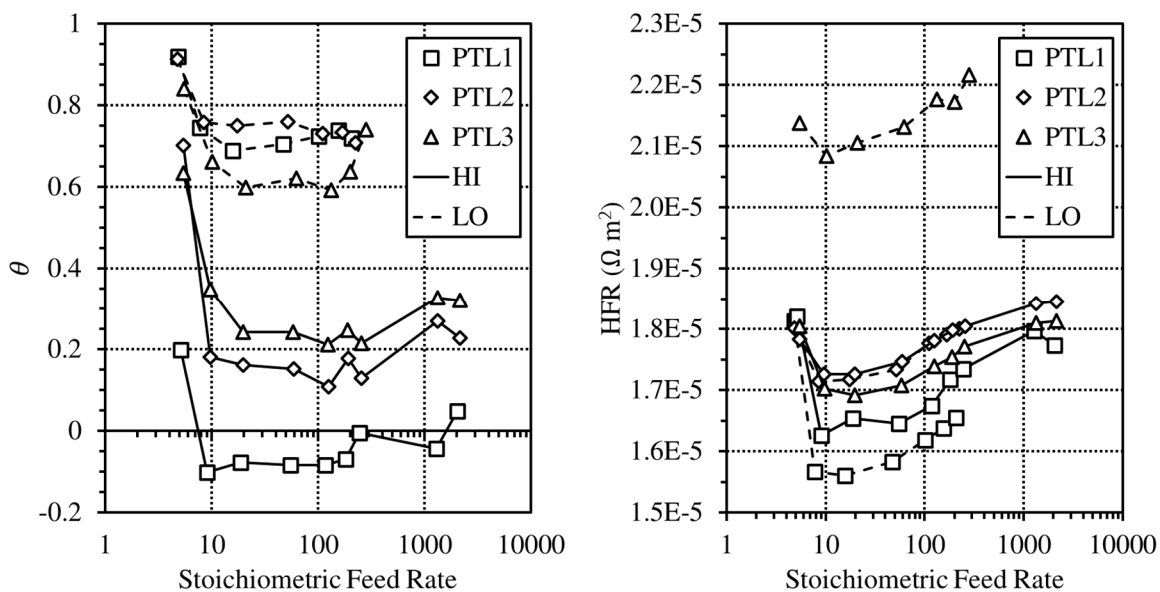 1
0.8
0.6
0.4
0.2
0
-0.2
θ
1 10 100 1000 10000
Stoichiometric Feed Rate
PTL1
PTL2
PTL3
HI
LO
2.3E-5
2.2E-5
2.1E-5
2.0E-5
1.9E-5
1.8E-5
1.7E-5
1.6E-5
1.5E-5
HFR (Ω m²)
1 10 100 1000 10000
Stoichiometric Feed Rate
PTL1
PTL2
PTL3
HI
LO